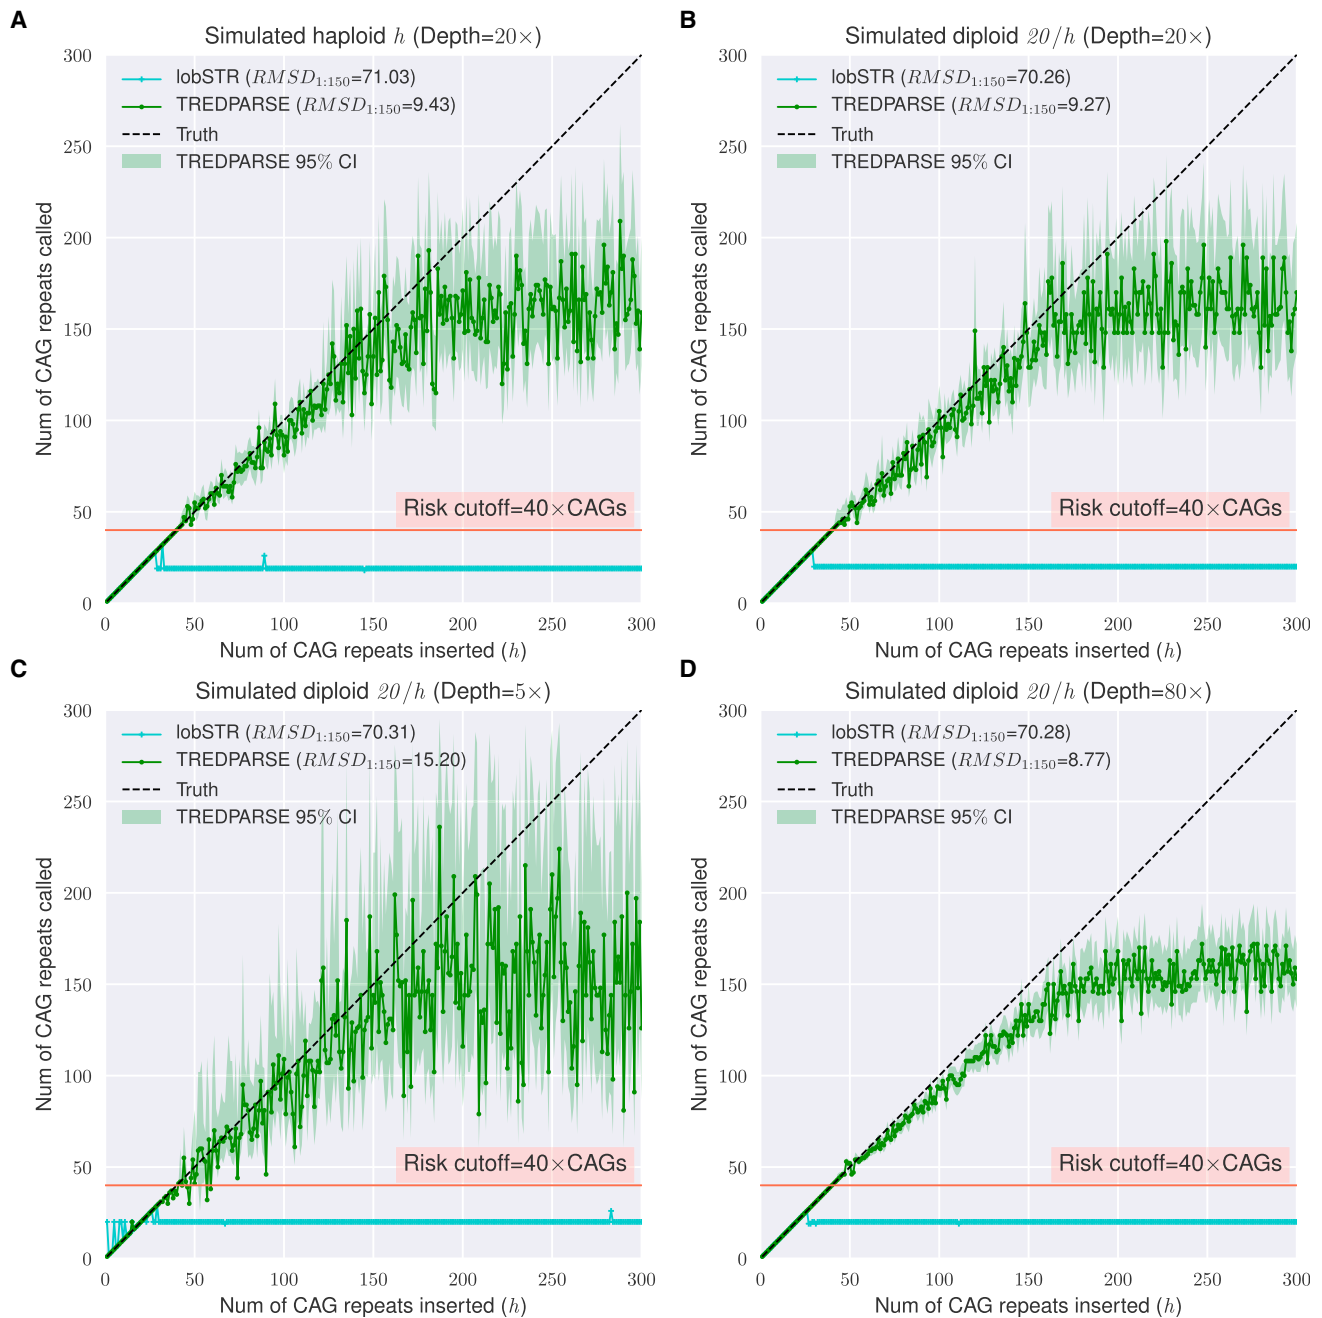 A
Simulated haploid h (Depth=20×)
lobSTR (RMSD1:150=71.03)
TREDPARSE (RMSD1:150=9.43)
Truth
TREDPARSE 95% CI
Risk cutoff=40×CAGs
Num of CAG repeats called
300
250
200
150
100
50
0
0 50 100 150 200 250 300
Num of CAG repeats inserted (h)
B
Simulated diploid 20/h (Depth=20×)
lobSTR (RMSD1:150=70.26)
TREDPARSE (RMSD1:150=9.27)
Truth
TREDPARSE 95% CI
Risk cutoff=40×CAGs
Num of CAG repeats called
300
250
200
150
100
50
0
0 50 100 150 200 250 300
Num of CAG repeats inserted (h)
C
Simulated diploid 20/h (Depth=5×)
lobSTR (RMSD1:150=70.31)
TREDPARSE (RMSD1:150=15.20)
Truth
TREDPARSE 95% CI
Risk cutoff=40×CAGs
Num of CAG repeats called
300
250
200
150
100
50
0
0 50 100 150 200 250 300
Num of CAG repeats inserted (h)
D
Simulated diploid 20/h (Depth=80×)
lobSTR (RMSD1:150=70.28)
TREDPARSE (RMSD1:150=8.77)
Truth
TREDPARSE 95% CI
Risk cutoff=40×CAGs
Num of CAG repeats called
300
250
200
150
100
50
0
0 50 100 150 200 250 300
Num of CAG repeats inserted (h)